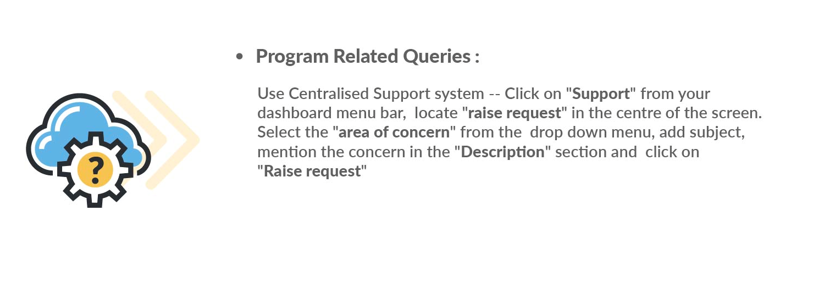 • Program Related Queries :
Use Centralised Support system -- Click on "Support" from your
dashboard menu bar, locate "raise request" in the centre of the screen.
Select the "area of concern" from the drop down menu, add subject,
mention the concern in the "Description" section and click on
"Raise request"
?